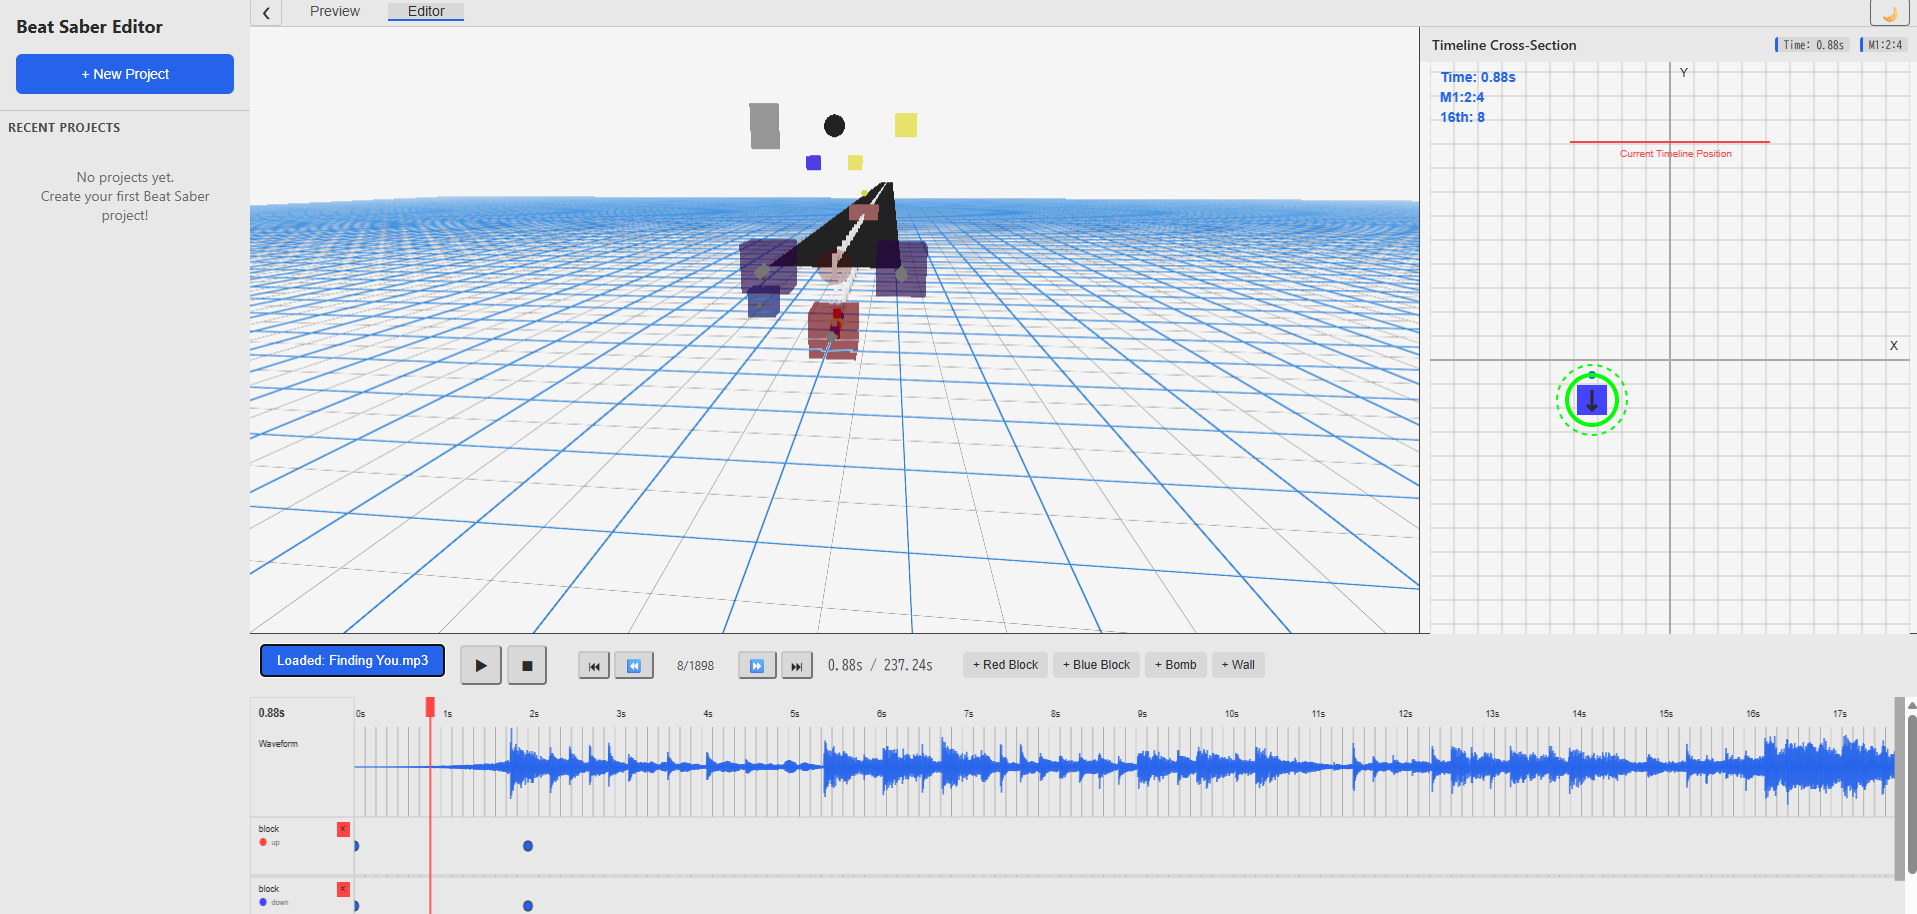 Beat Saber Editor
+ New Project
RECENT PROJECTS
No projects yet.
Create your first Beat Saber
project!
Preview
Editor
Timeline Cross-Section
Time: 0.88s
M1:2:4
Time: 0.88s
M1:2:4
16th: 8
Y
Current Timeline Position
X
Loaded: Finding You.mp3
8/1898
0.88s / 237.24s
+ Red Block
+ Blue Block
+ Bomb
+ Wall
0.88s
0s 1s 2s 3s 4s 5s 6s 7s 8s 9s 10s 11s 12s 13s 14s 15s 16s 17s
Waveform
block
x
up
block
x
down